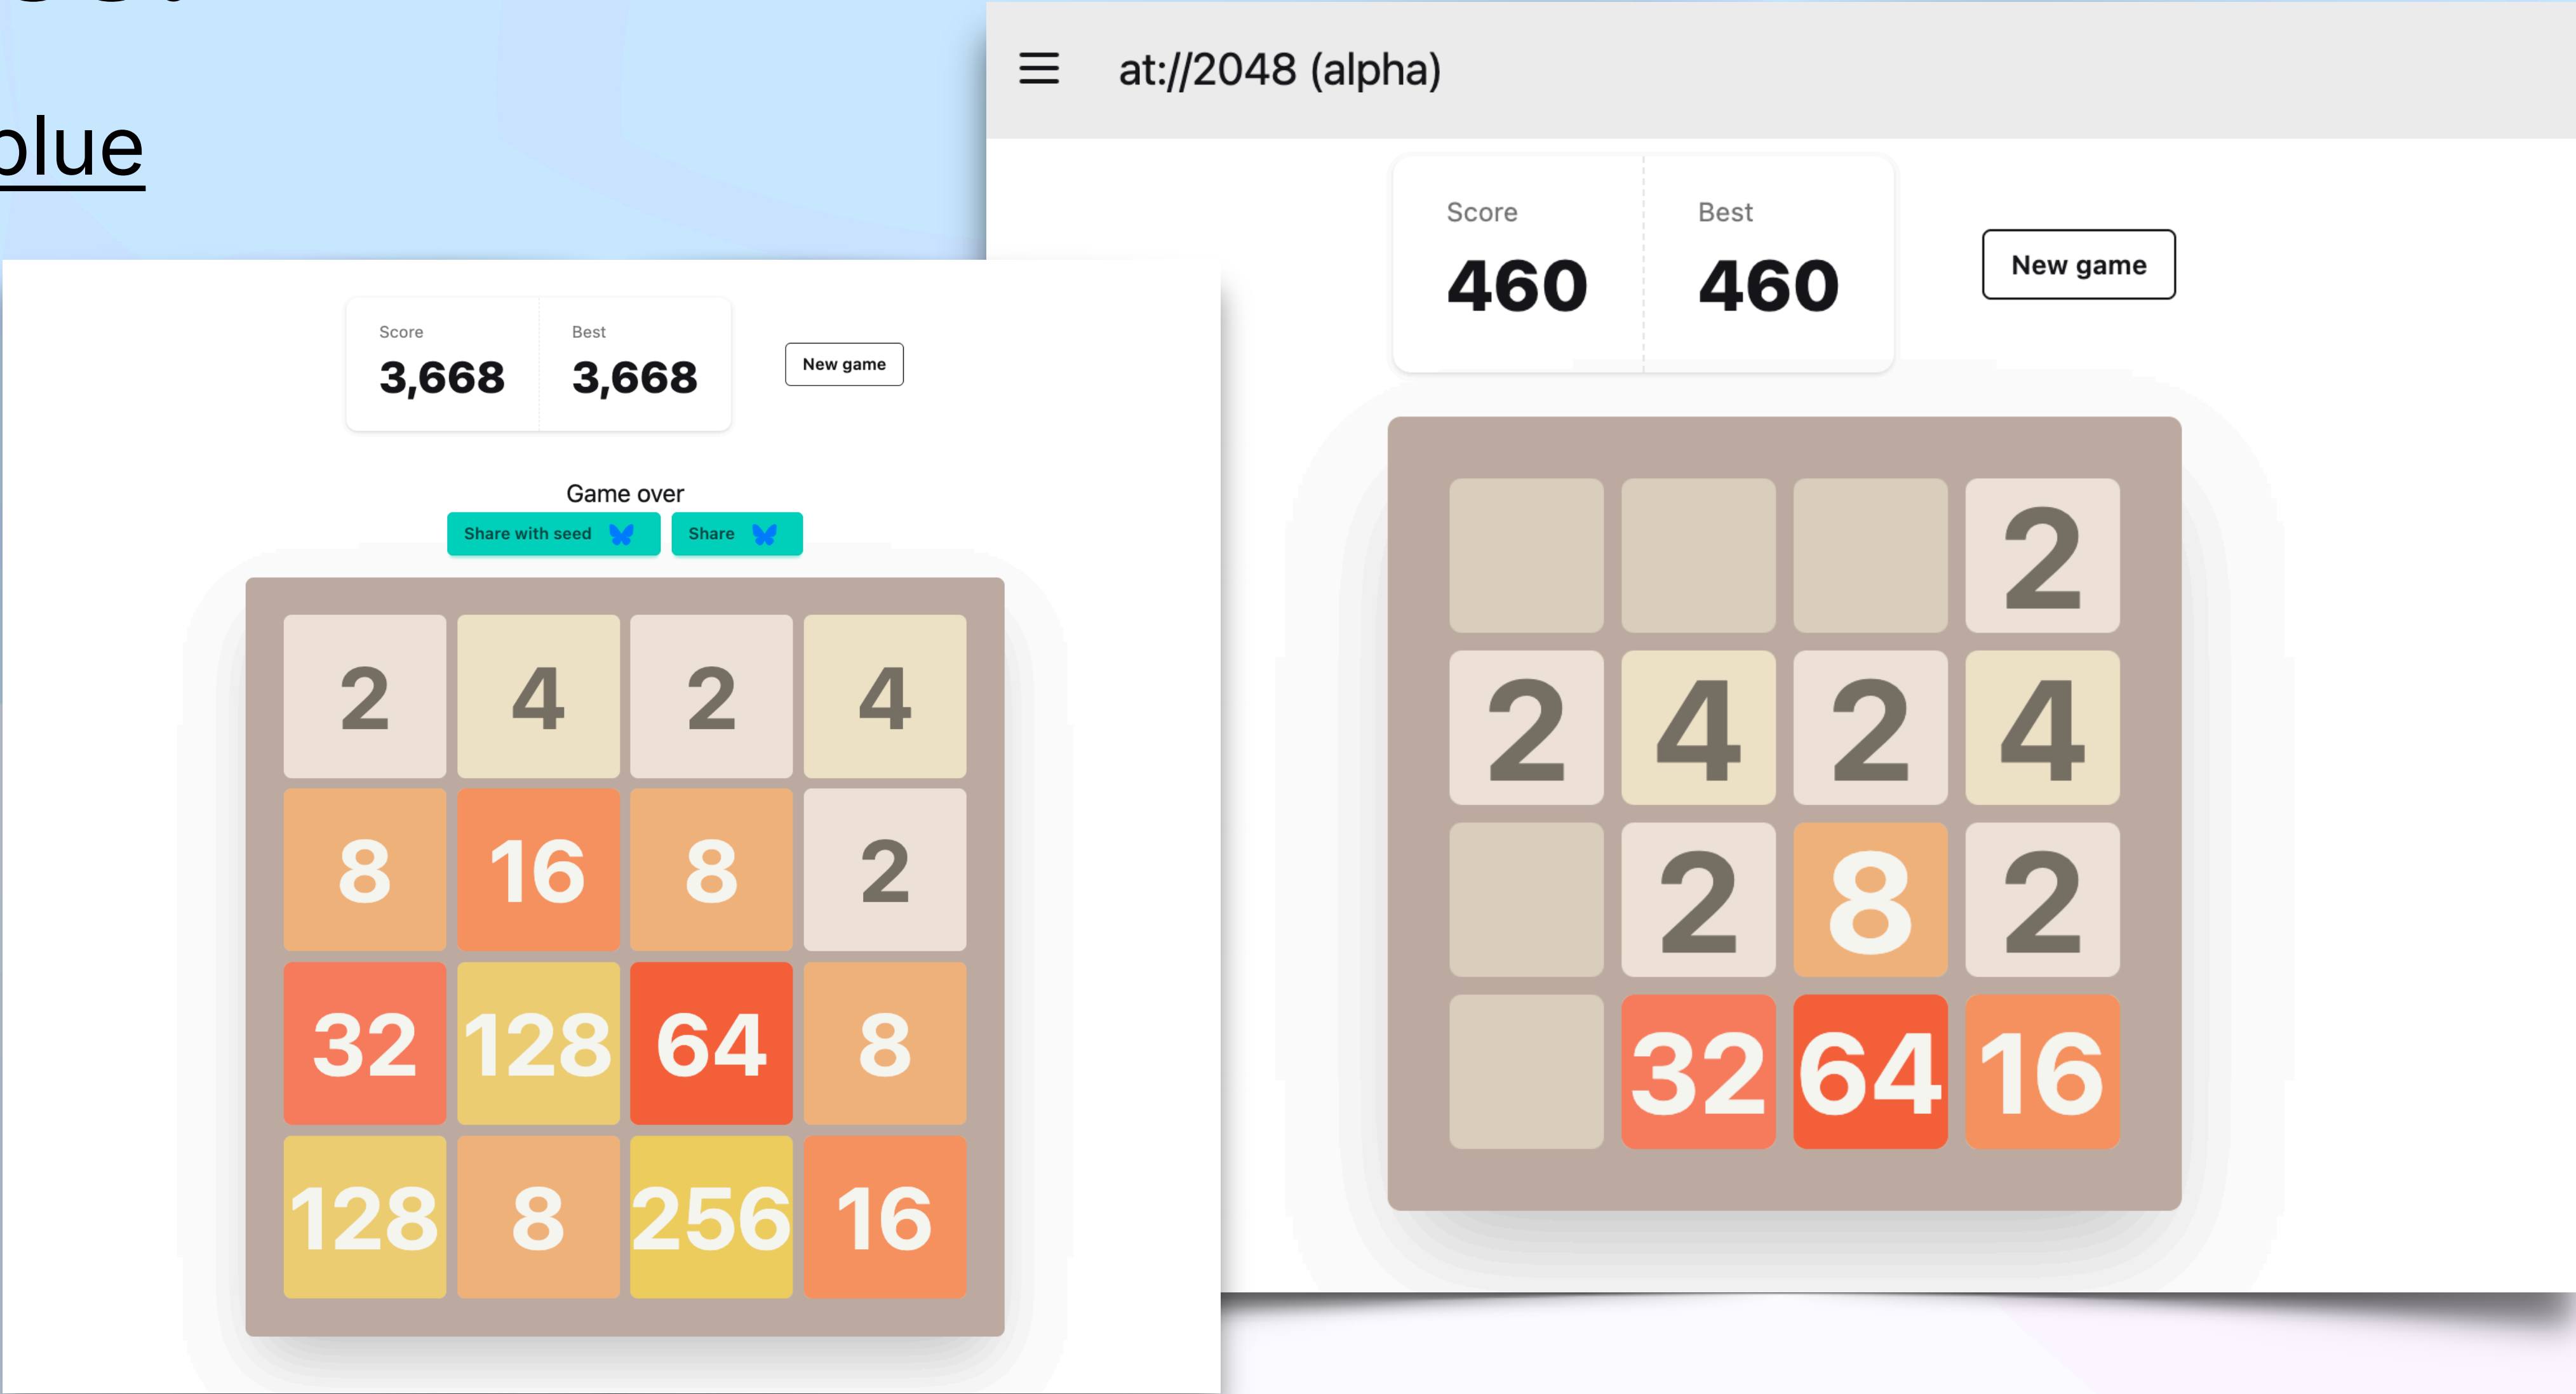 blue
Score Best
3,668 3,668
New game
Game over
Share with seed Share
2 4 2 4
8 16 8 2
32 128 64 8
128 8 256 16
at://2048 (alpha)
Score Best
460 460
New game
2
2 4 2 4
2 8 2
32 64 16